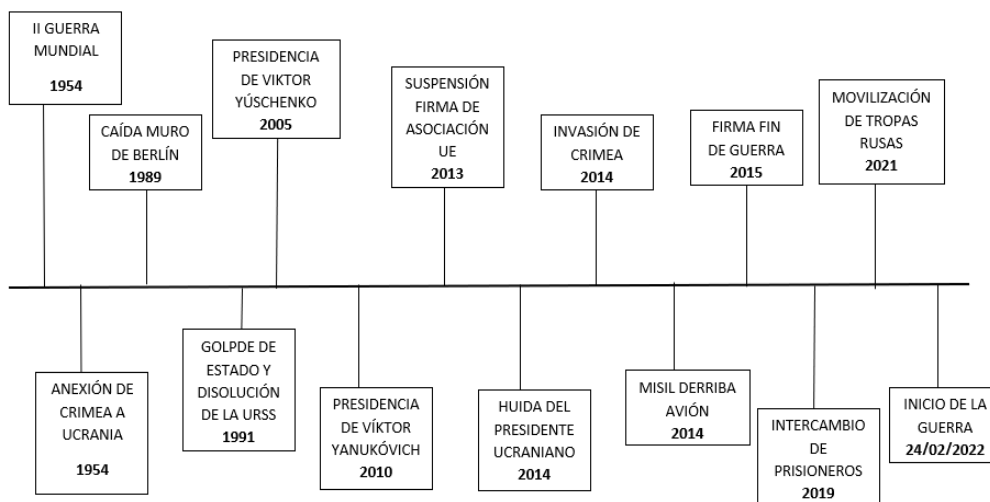 II GUERRA
MUNDIAL
1954
CAÍDA MURO
DE BERLÍN
1989
PRESIDENCIA
DE VIKTOR
YÚSCHENKO
2005
SUSPENSIÓN
FIRMA DE
ASOCIACIÓN
UE
2013
INVASIÓN DE
CRIMEA
2014
FIRMA FIN
DE GUERRA
2015
MOVILIZACIÓN
DE TROPAS
RUSAS
2021
ANEXIÓN DE
CRIMEA A
UCRANIA
1954
GOLPDE DE
ESTADO Y
DISOLUCIÓN
DE LA URSS
1991
PRESIDENCIA
DE VÍKTOR
YANUKÓVICH
2010
HUIDA DEL
PRESIDENTE
UCRANIANO
2014
MISIL DERRIBA
AVIÓN
2014
INTERCAMBIO
DE
PRISIONEROS
2019
INICIO DE LA
GUERRA
24/02/2022